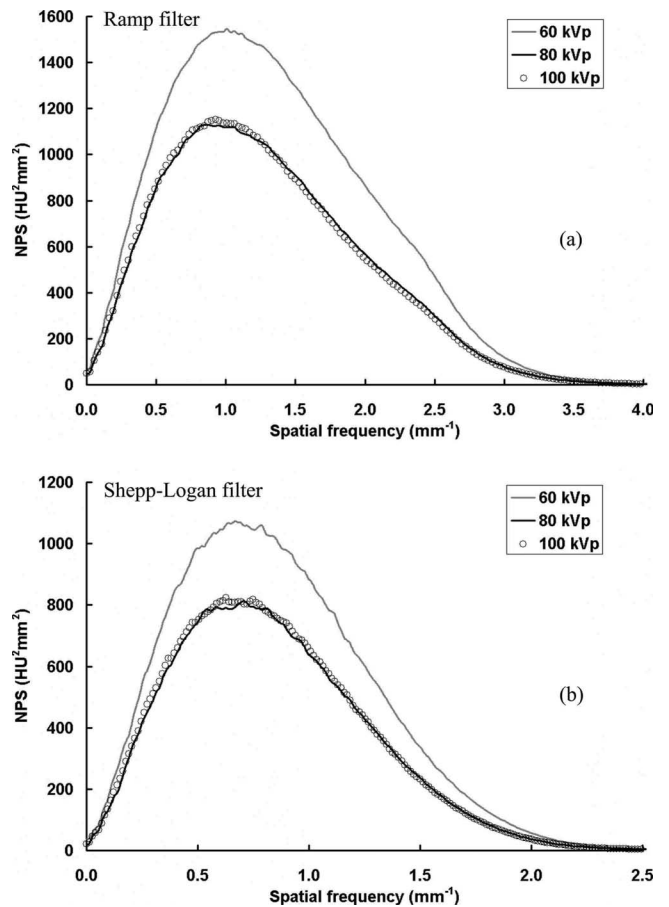 Ramp filter
1600
1400
1200
1000
800
600
400
200
0
NPS (HU²mm²)
60 kVp
80 kVp
100 kVp
(a)
0.0 0.5 1.0 1.5 2.0 2.5 3.0 3.5 4.0
Spatial frequency (mm⁻¹)
Shepp-Logan filter
1200
1000
800
600
400
200
0
NPS (HU²mm²)
60 kVp
80 kVp
100 kVp
(b)
0.0 0.5 1.0 1.5 2.0 2.5
Spatial frequency (mm⁻¹)